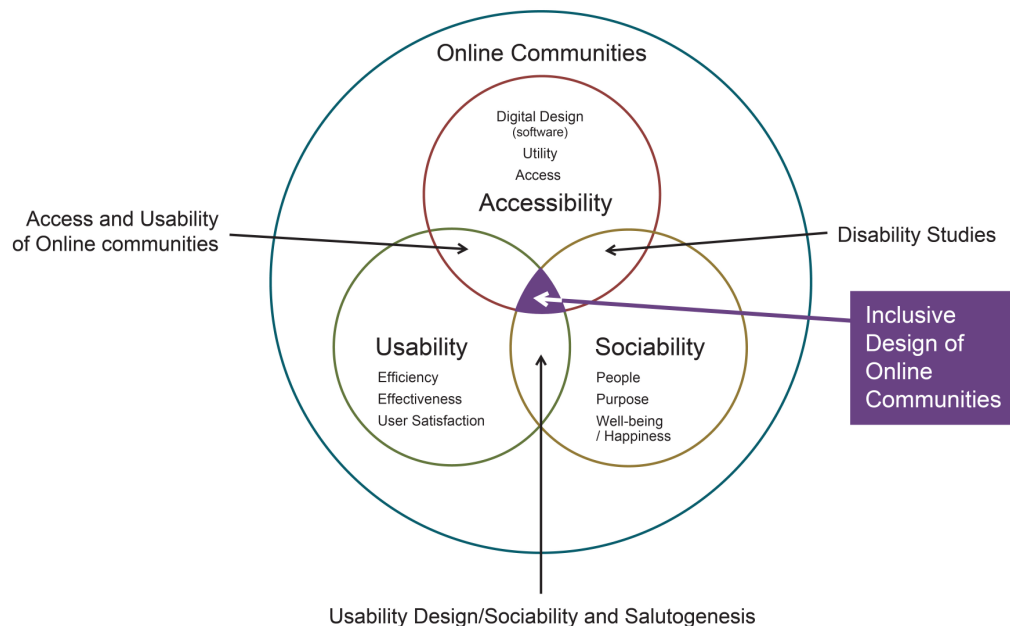 Online Communities
Digital Design
(software)
Utility
Access
Accessibility
Access and Usability
of Online communities
Disability Studies
Inclusive
Design of
Online
Communities
Usability
Efficiency
Effectiveness
User Satisfaction
Sociability
People
Purpose
Well-being
/ Happiness
Usability Design/Sociability and Salutogenesis